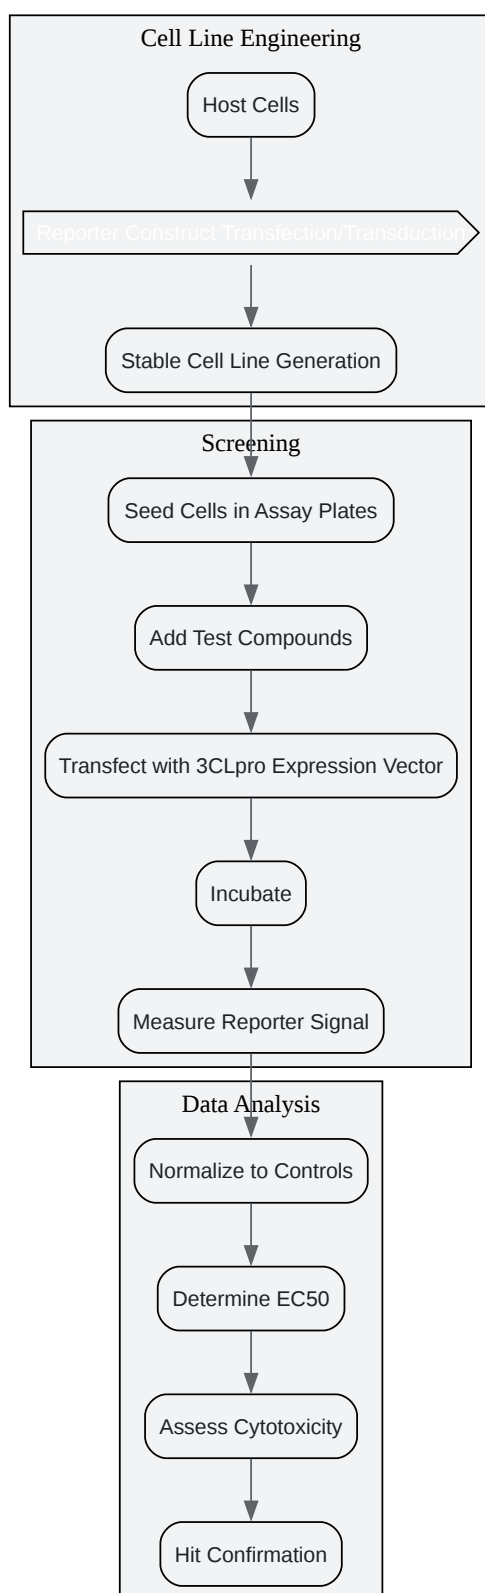 Cell Line Engineering
Host Cells
Reporter Construct Transfection/Transduction
Stable Cell Line Generation
Screening
Seed Cells in Assay Plates
Add Test Compounds
Transfect with 3CLpro Expression Vector
Incubate
Measure Reporter Signal
Data Analysis
Normalize to Controls
Determine EC50
Assess Cytotoxicity
Hit Confirmation